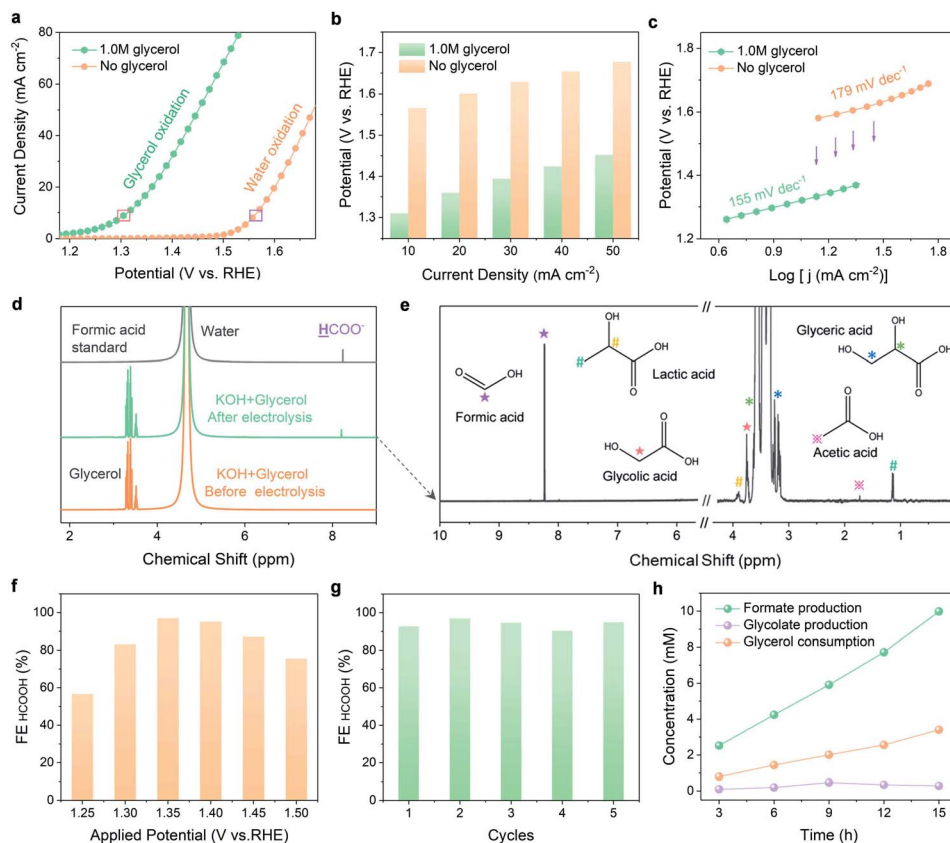 a
Current Density (mA cm⁻²)
80
60
40
20
0
1.2
1.3
1.4
1.5
1.6
Potential (V vs. RHE)
1.0M glycerol
No glycerol
Glycerol oxidation
Water oxidation
b
Potential (V vs. RHE)
1.7
1.6
1.5
1.4
1.3
10
20
30
40
50
Current Density (mA cm⁻²)
1.0M glycerol
No glycerol
c
Potential (V vs. RHE)
1.8
1.6
1.4
1.2
0.6
0.9
1.2
1.5
1.8
Log [ j (mA cm⁻²)]
1.0M glycerol
No glycerol
179 mV dec⁻¹
155 mV dec⁻¹
d
Formic acid
standard
Water
HCOO⁻
KOH+Glycerol
After electrolysis
Glycerol
KOH+Glycerol
Before electrolysis
2
4
6
8
Chemical Shift (ppm)
e
//
//
O
OH
Formic acid
OH
OH
O
#
#
Lactic acid
HO
O
OH
Glycolic acid
Glyceric acid
OH
HO
OH
O
*
*
O
OH
※
Acetic acid
*
*
#
※
#
10
9
8
7
6
4
3
2
1
Chemical Shift (ppm)
f
FE HCOOH (%)
100
80
60
40
20
0
1.25
1.30
1.35
1.40
1.45
1.50
Applied Potential (V vs.RHE)
g
FE HCOOH (%)
100
80
60
40
20
0
1
2
3
4
5
Cycles
h
Concentration (mM)
10
8
6
4
2
0
3
6
9
12
15
Time (h)
Formate production
Glycolate production
Glycerol consumption